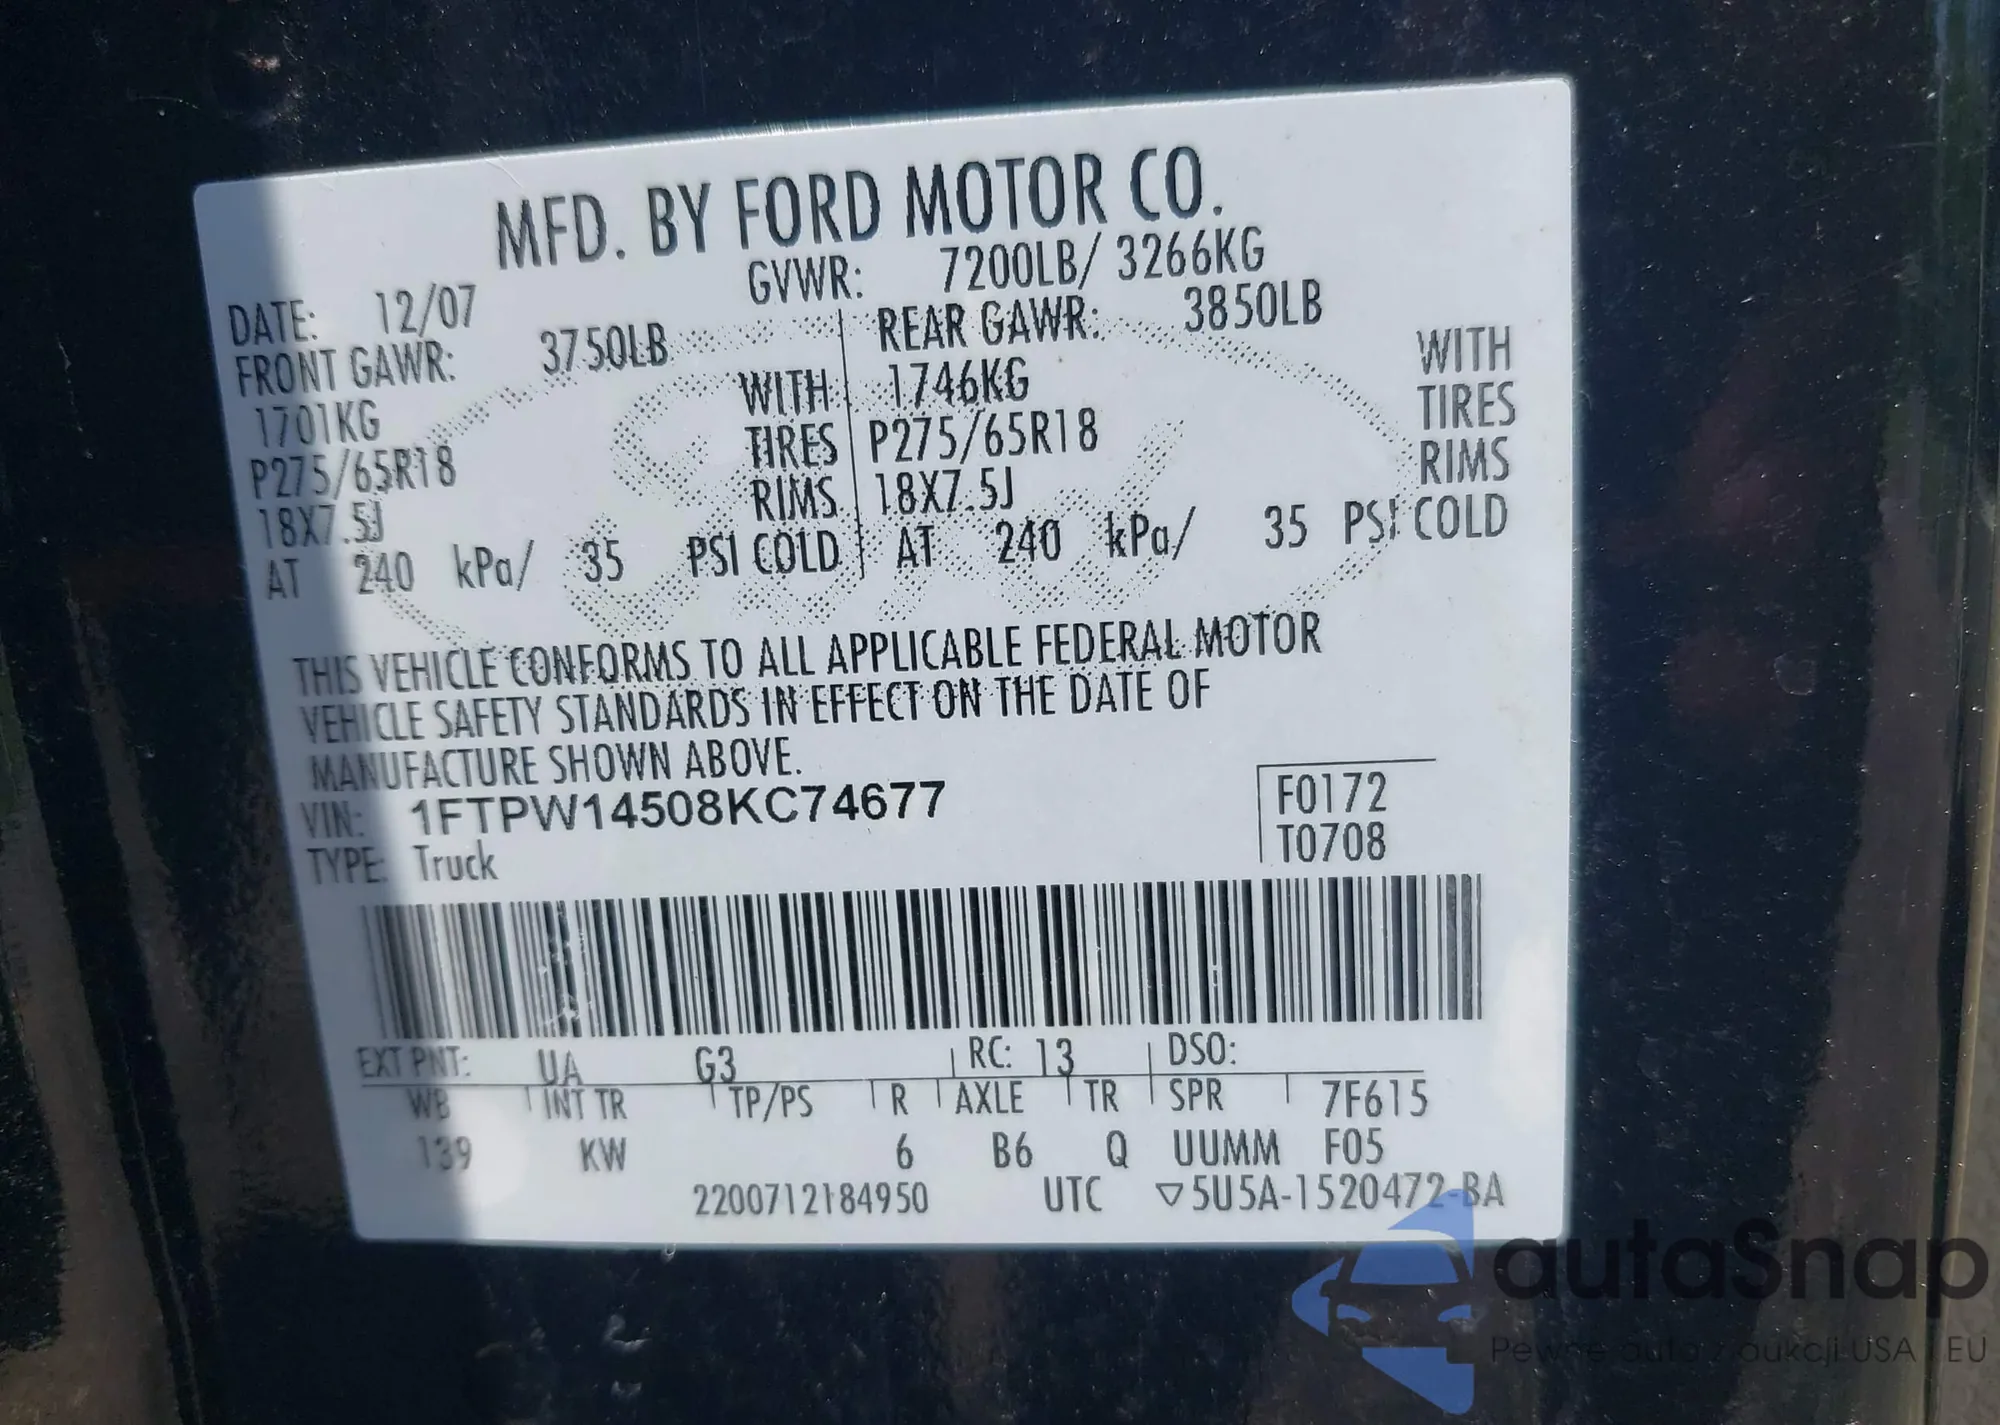 MFD. BY FORD MOTOR CO.
DATE: 12/07 GVWR: 7200LB/ 3266KG
FRONT GAWR: 3750LB REAR GAWR: 3850LB
1701KG WITH 1746KG WITH
P275/65R18 TIRES P275/65R18 TIRES
18X7.5J RIMS 18X7.5J RIMS
AT 240 kPa/ 35 PSI COLD AT 240 kPa/ 35 PSI COLD
THIS VEHICLE CONFORMS TO ALL APPLICABLE FEDERAL MOTOR
VEHICLE SAFETY STANDARDS IN EFFECT ON THE DATE OF
MANUFACTURE SHOWN ABOVE.
VIN: 1FTPW14508KC74677 F0172
TYPE: Truck T0708
EXT PNT: UA G3 RC: 13 DSO:
WB INT TR TP/PS R AXLE TR SPR 7F615
139 KW 6 B6 Q UUMM F05
2200712184950 UTC ▽5U5A-1520472-BA
autaSnap
Pewne auta z aukcji USA i EU